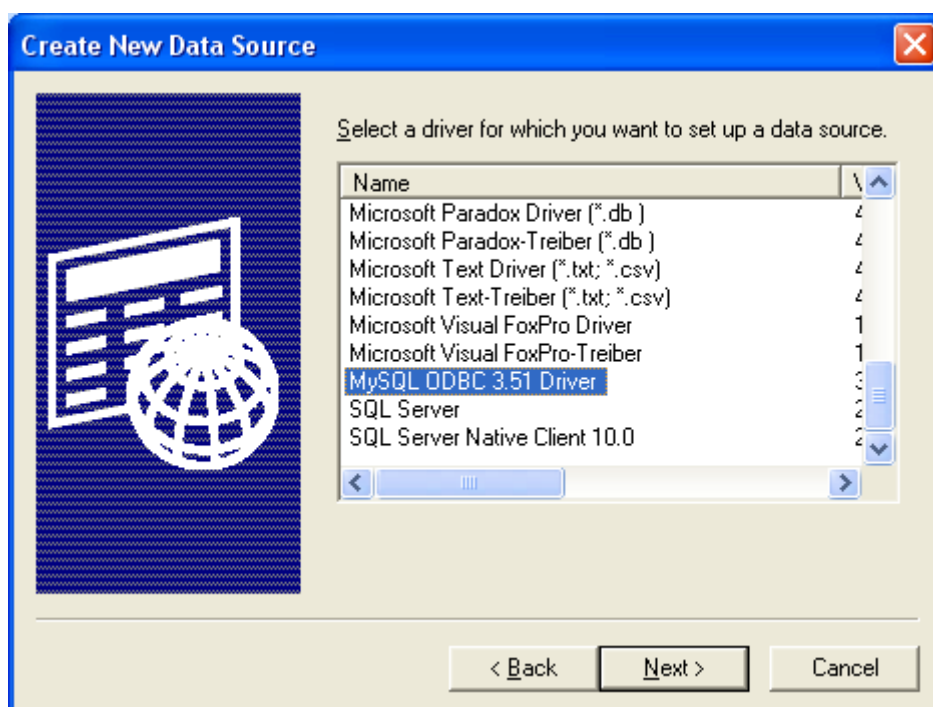 Create New Data Source
Select a driver for which you want to set up a data source.
Name
Microsoft Paradox Driver (*.db )
Microsoft Paradox-Treiber (*.db )
Microsoft Text Driver (*.txt; *.csv)
Microsoft Text-Treiber (*.txt; *.csv)
Microsoft Visual FoxPro Driver 1
Microsoft Visual FoxPro-Treiber 1
MySQL ODBC 3.51 Driver
SQL Server
SQL Server Native Client 10.0
< Back Next > Cancel